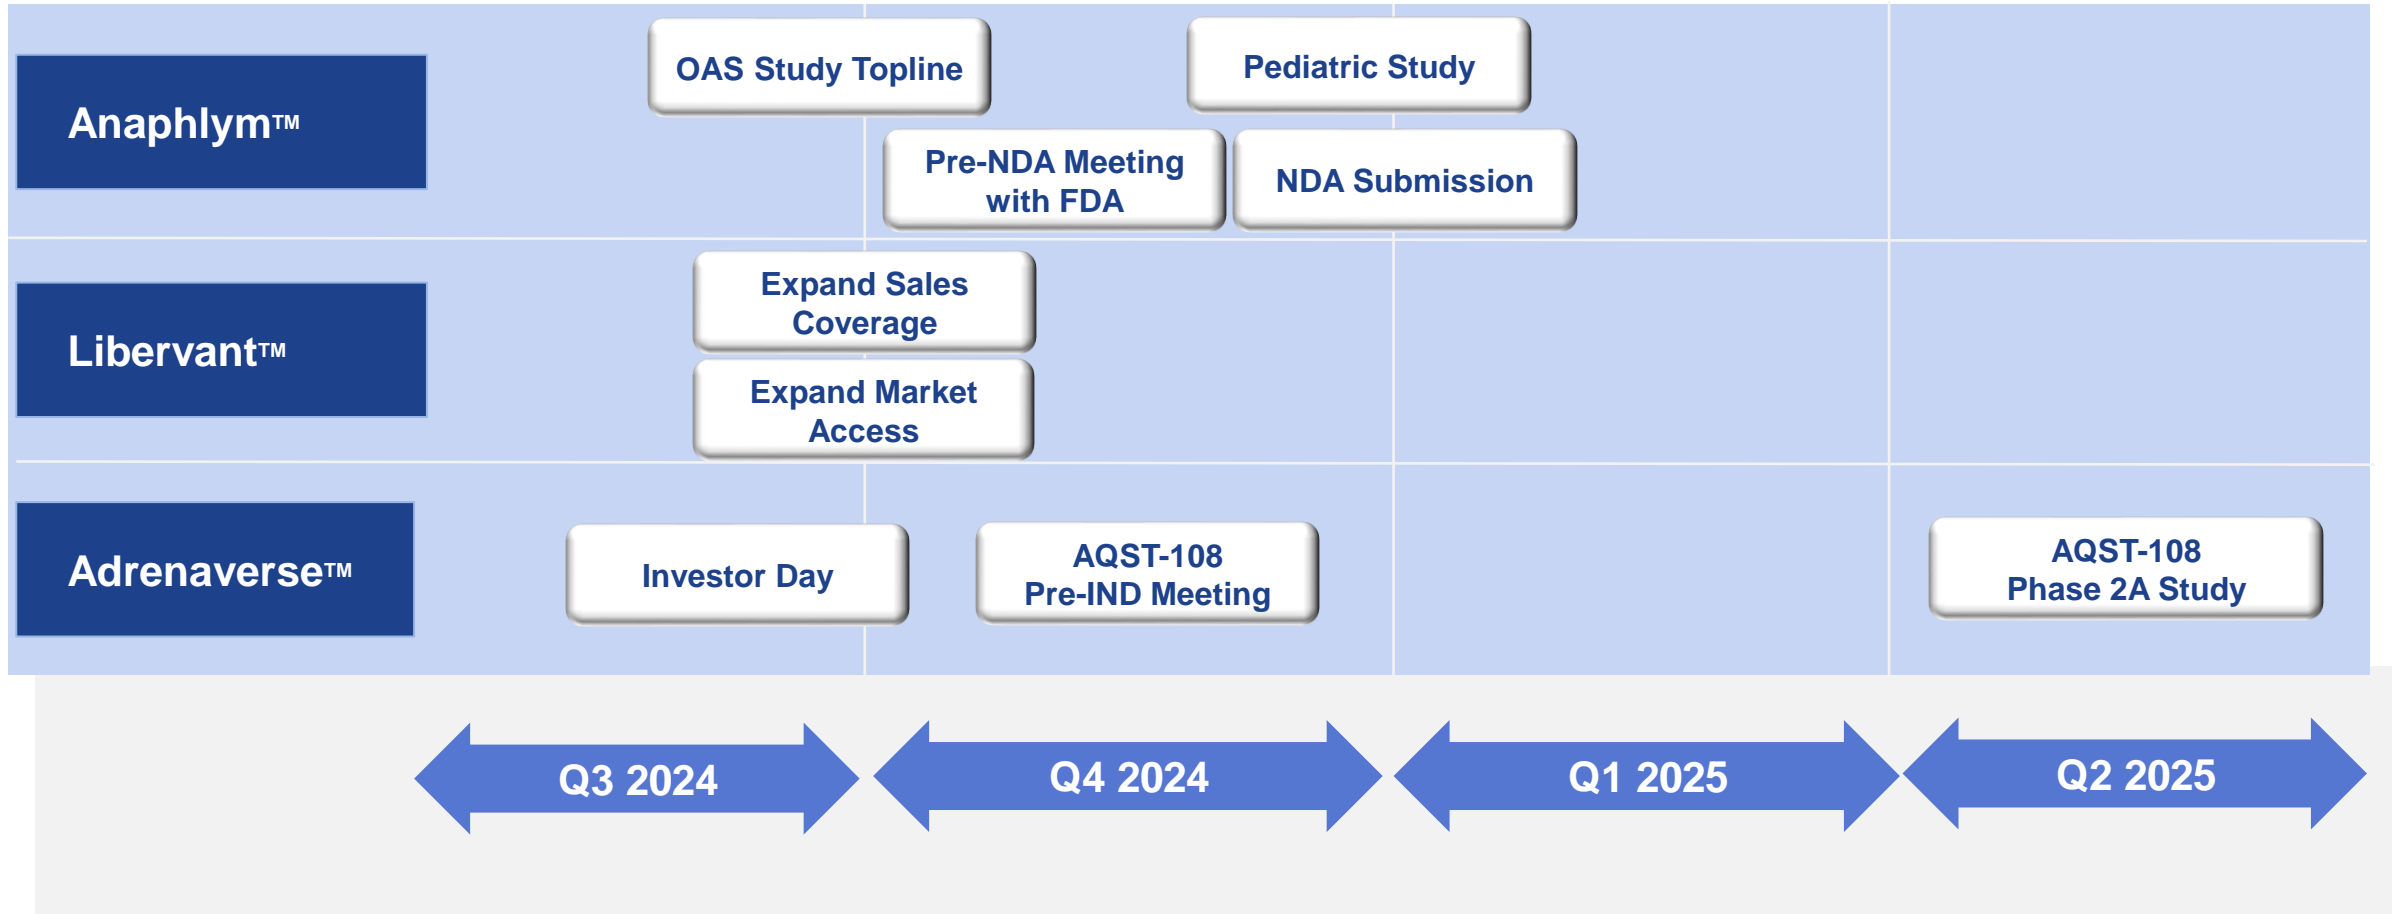 Anaphlym™
OAS Study Topline
Pediatric Study
Pre-NDA Meeting
with FDA
NDA Submission
Libervant™
Expand Sales
Coverage
Expand Market
Access
Adrenaverse™
Investor Day
AQST-108
Pre-IND Meeting
AQST-108
Phase 2A Study
Q3 2024
Q4 2024
Q1 2025
Q2 2025